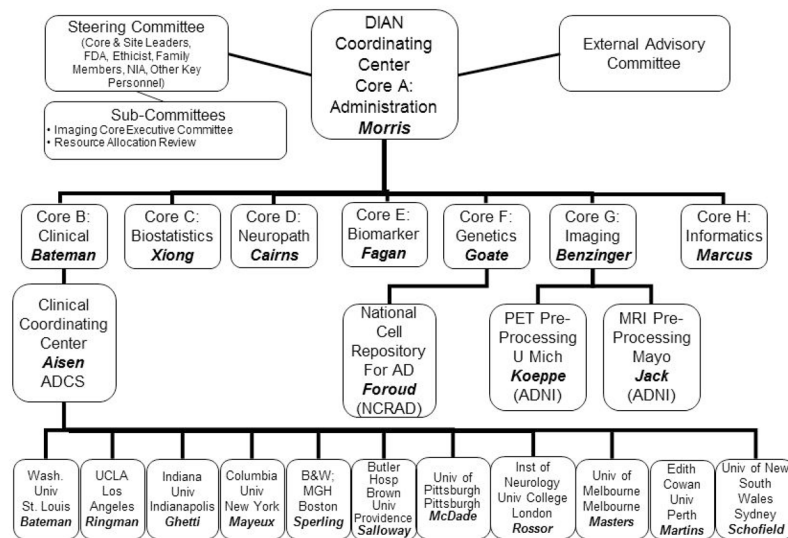 Steering Committee
(Core & Site Leaders,
FDA, Ethicist, Family
Members, NIA, Other Key
Personnel)
Sub-Committees
• Imaging Core Executive Committee
• Resource Allocation Review
DIAN
Coordinating
Center
Core A:
Administration
Morris
External Advisory
Committee
Core B:
Clinical
Bateman
Core C:
Biostatistics
Xiong
Core D:
Neuropath
Cairns
Core E:
Biomarker
Fagan
Core F:
Genetics
Goate
Core G:
Imaging
Benzinger
Core H:
Informatics
Marcus
Clinical
Coordinating
Center
Aisen
ADCS
National
Cell
Repository
For AD
Foroud
(NCRAD)
PET Pre-
Processing
U Mich
Koeppe
(ADNI)
MRI Pre-
Processing
Mayo
Jack
(ADNI)
Wash.
Univ
St. Louis
Bateman
UCLA
Los
Angeles
Ringman
Indiana
Univ
Indianapolis
Ghetti
Columbia
Univ
New York
Mayeux
B&W;
MGH
Boston
Sperling
Butler
Hosp
Brown
Univ
Providence
Salloway
Univ of
Pittsburgh
Pittsburgh
McDade
Inst of
Neurology
Univ College
London
Rossor
Univ of
Melbourne
Melbourne
Masters
Edith
Cowan
Univ
Perth
Martins
Univ of New
South
Wales
Sydney
Schofield